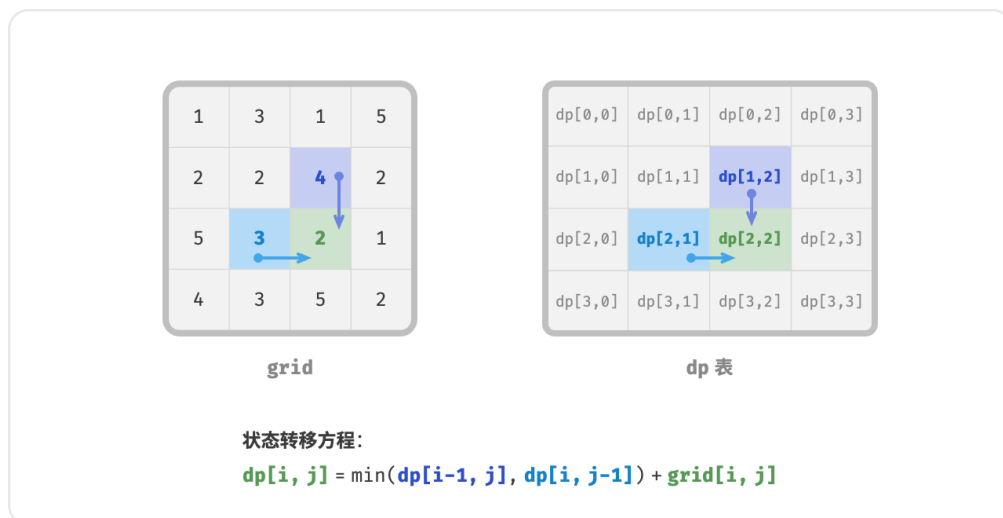 1 3 1 5
2 2 4 2
5 3 2 1
4 3 5 2
grid
dp[0,0] dp[0,1] dp[0,2] dp[0,3]
dp[1,0] dp[1,1] dp[1,2] dp[1,3]
dp[2,0] dp[2,1] dp[2,2] dp[2,3]
dp[3,0] dp[3,1] dp[3,2] dp[3,3]
dp 表
状态转移方程：
dp[i, j] = min(dp[i-1, j], dp[i, j-1]) + grid[i, j]